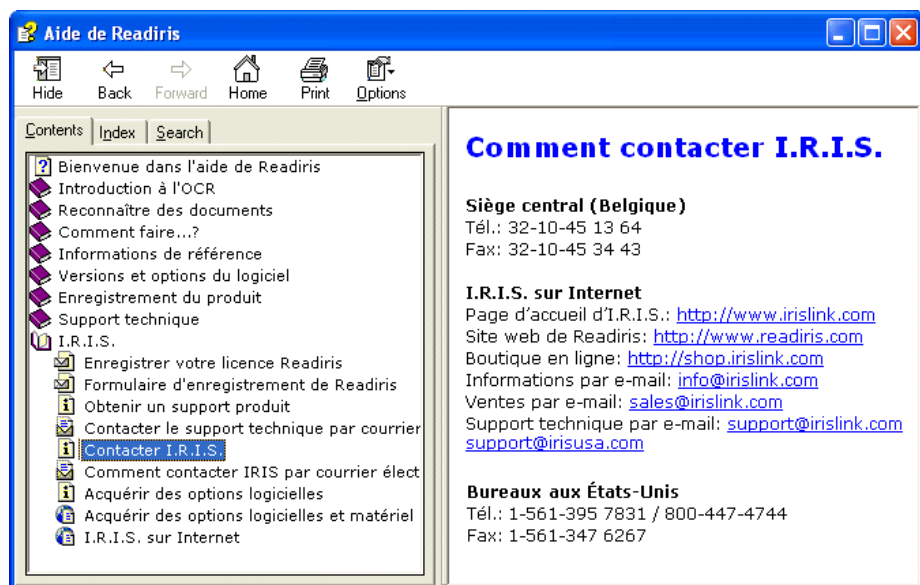 Aide de Readiris
Hide Back Forward Home Print Options
Contents Index Search
Bienvenue dans l'aide de Readiris
Introduction à l'OCR
Reconnaître des documents
Comment faire...?
Informations de référence
Versions et options du logiciel
Enregistrement du produit
Support technique
I.R.I.S.
Enregistrer votre licence Readiris
Formulaire d'enregistrement de Readiris
Obtenir un support produit
Contacter le support technique par courrier
Contacter I.R.I.S.
Comment contacter IRIS par courrier élect
Acquérir des options logicielles
Acquérir des options logicielles et matériel
I.R.I.S. sur Internet
Comment contacter I.R.I.S.
Siège central (Belgique)
Tél.: 32-10-45 13 64
Fax: 32-10-45 34 43
I.R.I.S. sur Internet
Page d'accueil d'I.R.I.S.: http://www.irislink.com
Site web de Readiris: http://www.readiris.com
Boutique en ligne: http://shop.irislink.com
Informations par e-mail: info@irislink.com
Ventes par e-mail: sales@irislink.com
Support technique par e-mail: support@irislink.com
support@irisusa.com
Bureaux aux États-Unis
Tél.: 1-561-395 7831 / 800-447-4744
Fax: 1-561-347 6267